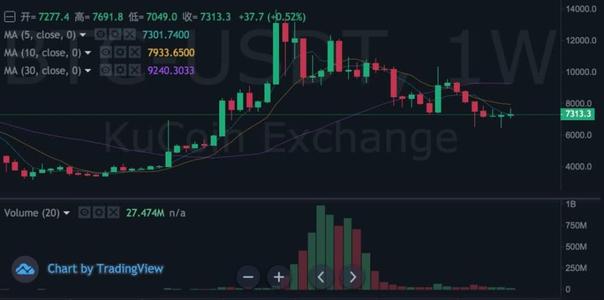 开=7277.4 高=7691.8 低=7049.0 收=7313.3 +37.7 (+0.52%)
MA (5, close, 0) 7301.7400
MA (10, close, 0) 7933.6500
MA (30, close, 0) 9240.3033
BTC-USDT, 1W
KuCoin Exchange
14000.0
12000.0
10000.0
8000.0
7313.3
6000.0
4000.0
Volume (20) 27.474M n/a
1B
750M
500M
250M
0
Chart by TradingView